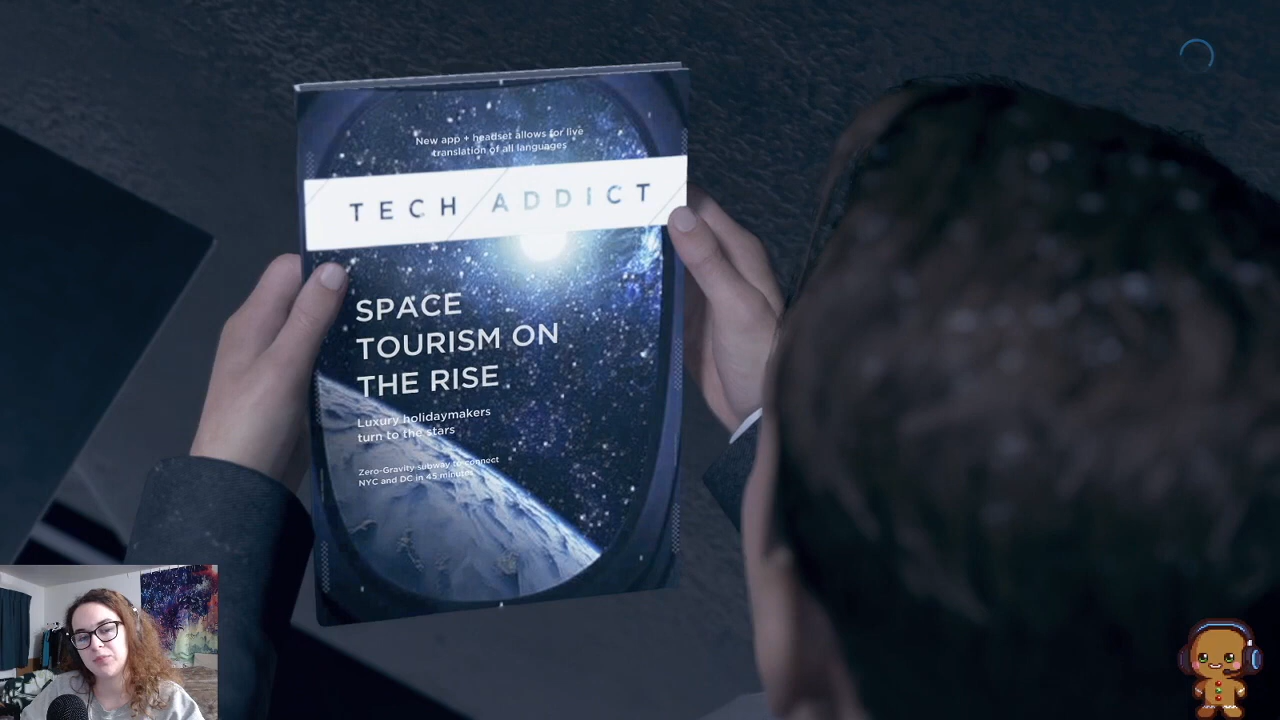 New app + headset allows for live
translation of all languages
TECH ADDICT
SPACE
TOURISM ON
THE RISE
Luxury holidaymakers
turn to the stars
Zero-Gravity subway to connect
NYC and DC in 45 minutes